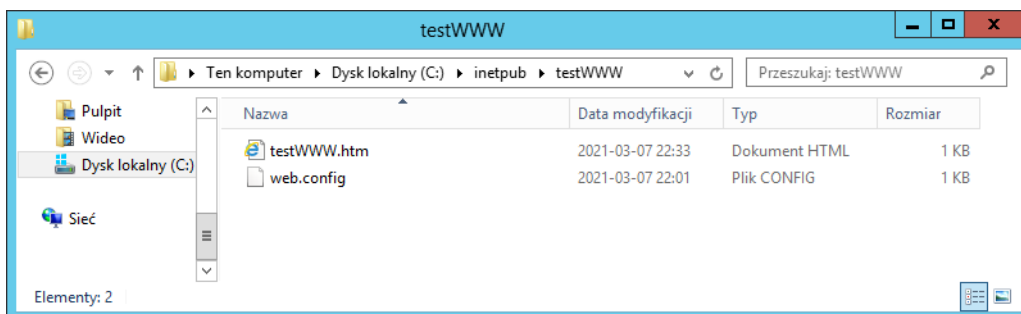 testWWW
Ten komputer Dysk lokalny (C:) inetpub testWWW Przeszukaj: testWWW
Pulpit
Wideo
Dysk lokalny (C:)
Sieć
Nazwa Data modyfikacji Typ Rozmiar
testWWW.htm 2021-03-07 22:33 Dokument HTML 1 KB
web.config 2021-03-07 22:01 Plik CONFIG 1 KB
Elementy: 2